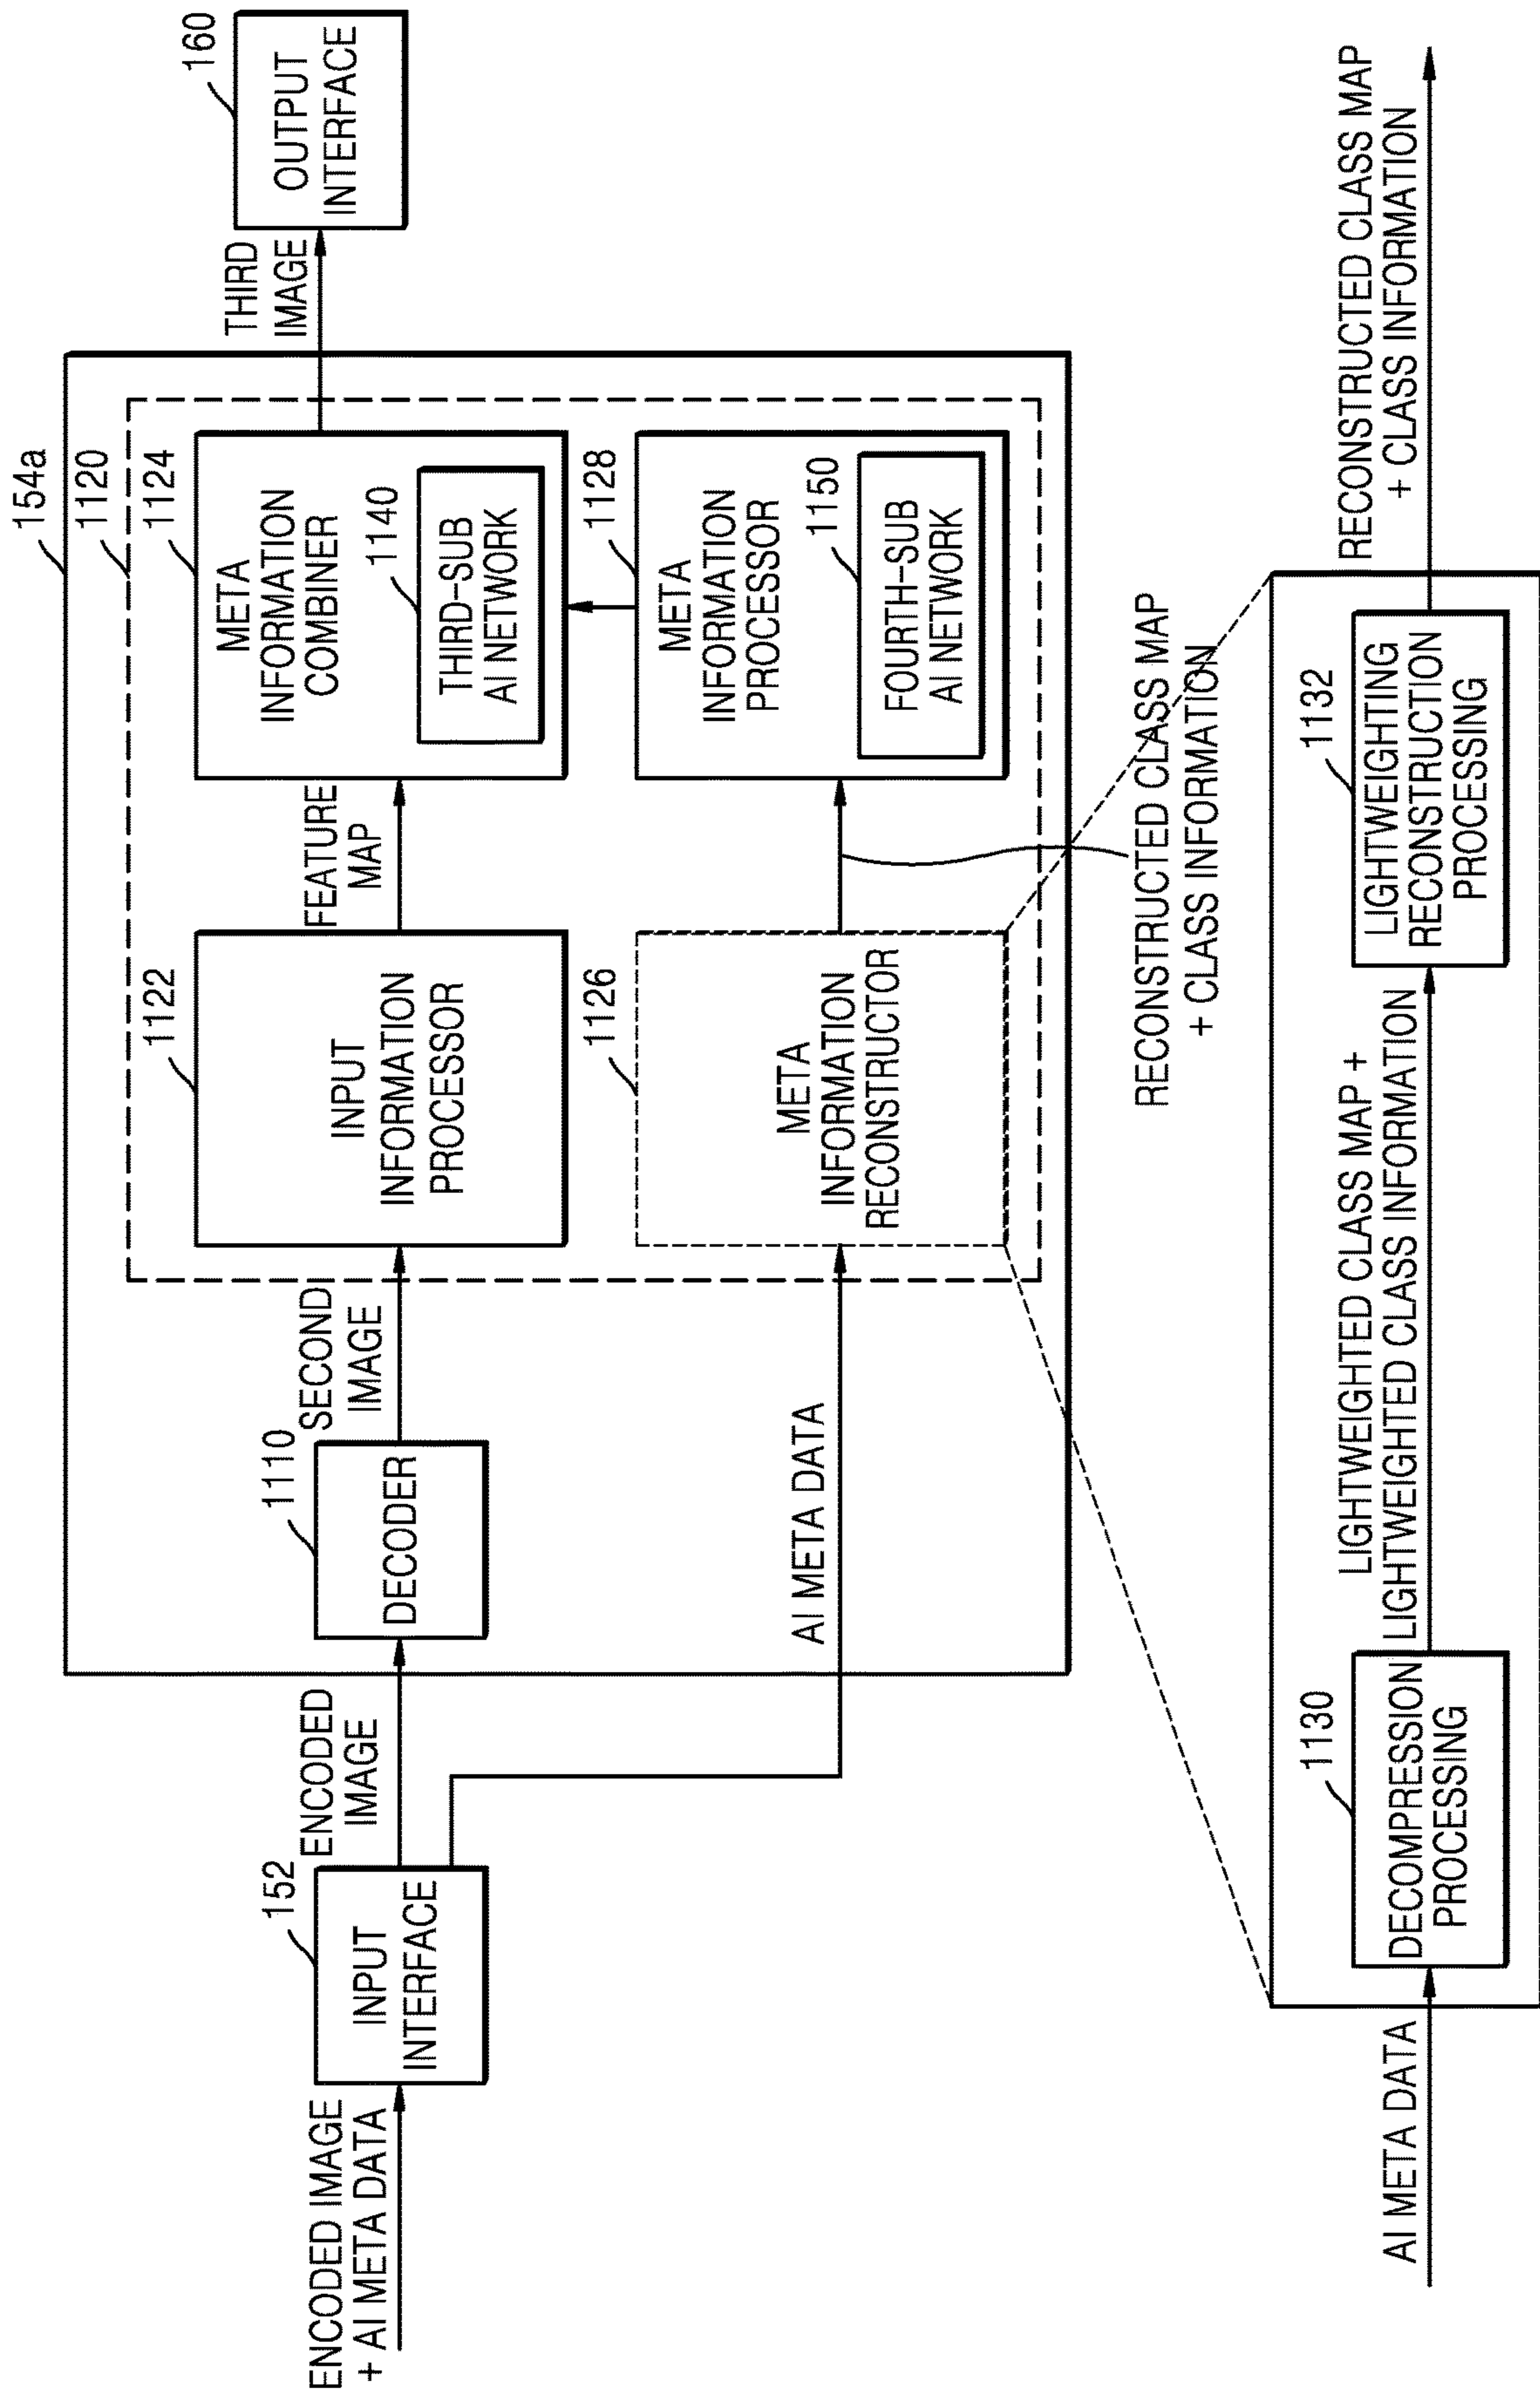 ENCODED IMAGE
+ AI META DATA
152
INPUT
INTERFACE
ENCODED
IMAGE
154a
1110
DECODER
SECOND
IMAGE
AI META DATA
1120
1122
INPUT
INFORMATION
PROCESSOR
FEATURE
MAP
1124
META
INFORMATION
COMBINER
1140
THIRD-SUB
AI NETWORK
1126
META
INFORMATION
RECONSTRUCTOR
1128
META
INFORMATION
PROCESSOR
1150
FOURTH-SUB
AI NETWORK
THIRD
IMAGE
160
OUTPUT
INTERFACE
RECONSTRUCTED CLASS MAP
+ CLASS INFORMATION
AI META DATA
1130
DECOMPRESSION
PROCESSING
LIGHTWEIGHTED CLASS MAP +
LIGHTWEIGHTED CLASS INFORMATION
1132
LIGHTWEIGHTING
RECONSTRUCTION
PROCESSING
RECONSTRUCTED CLASS MAP
+ CLASS INFORMATION